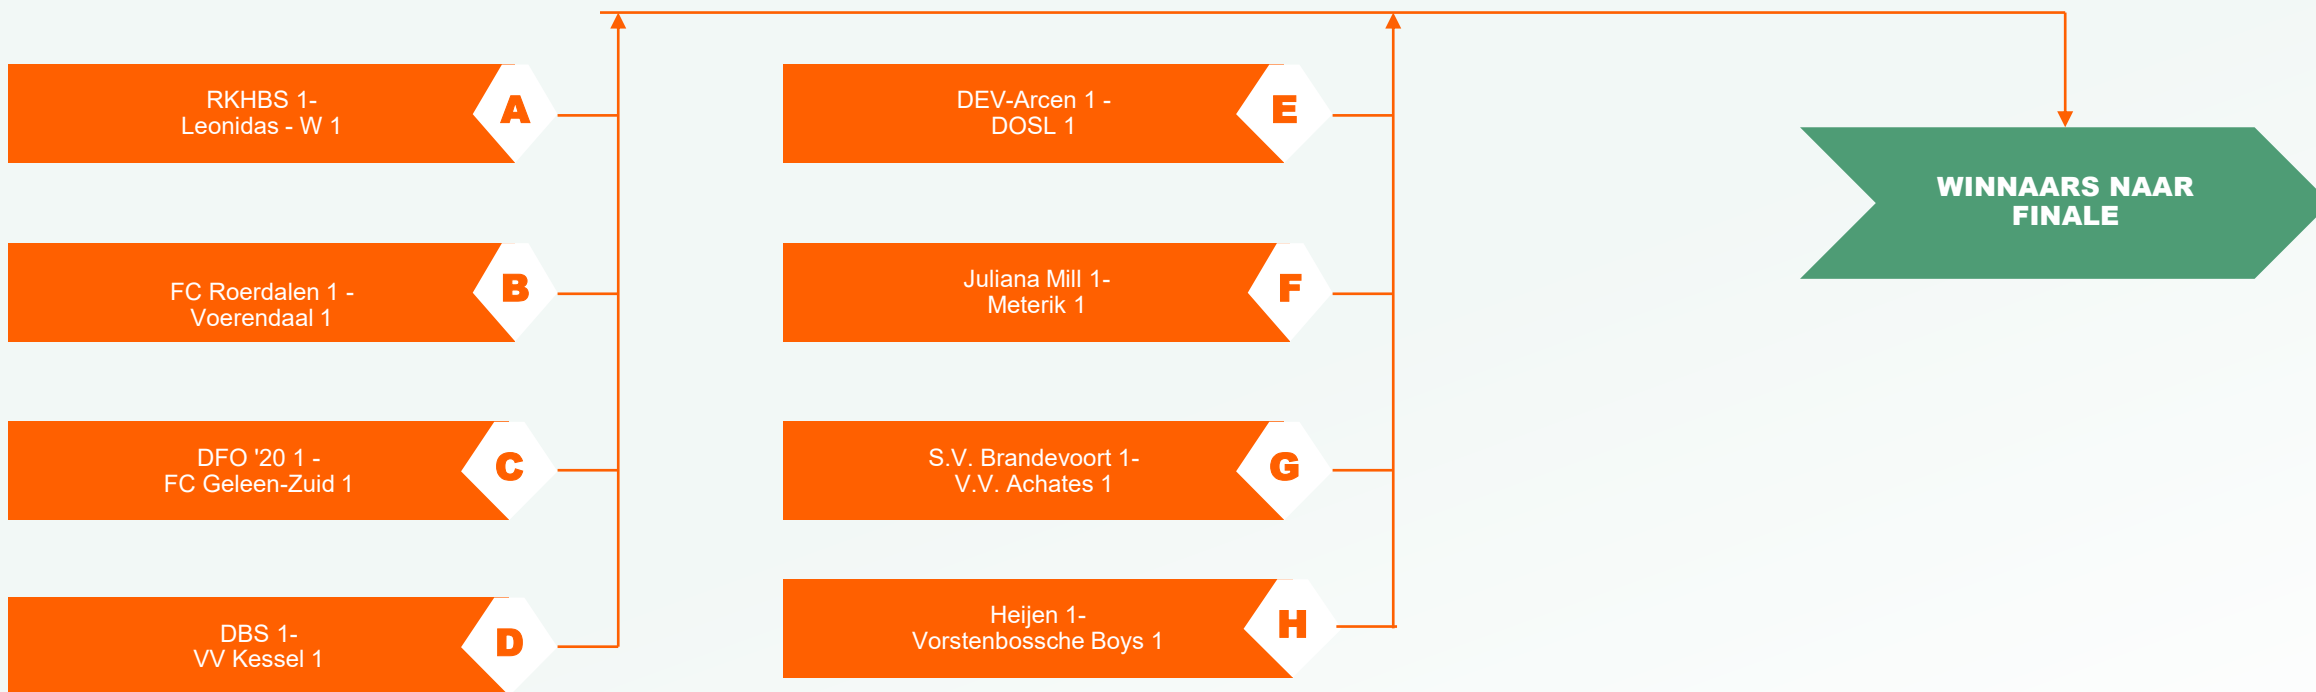 RKHBS 1-
Leonidas - W 1
A
FC Roerdalen 1 -
Voerendaal 1
B
DFO '20 1 -
FC Geleen-Zuid 1
C
DBS 1-
VV Kessel 1
D
DEV-Arcen 1 -
DOSL 1
E
Juliana Mill 1-
Meterik 1
F
S.V. Brandevoort 1-
V.V. Achates 1
G
Heijen 1-
Vorstenbossche Boys 1
H
WINNAARS NAAR
FINALE